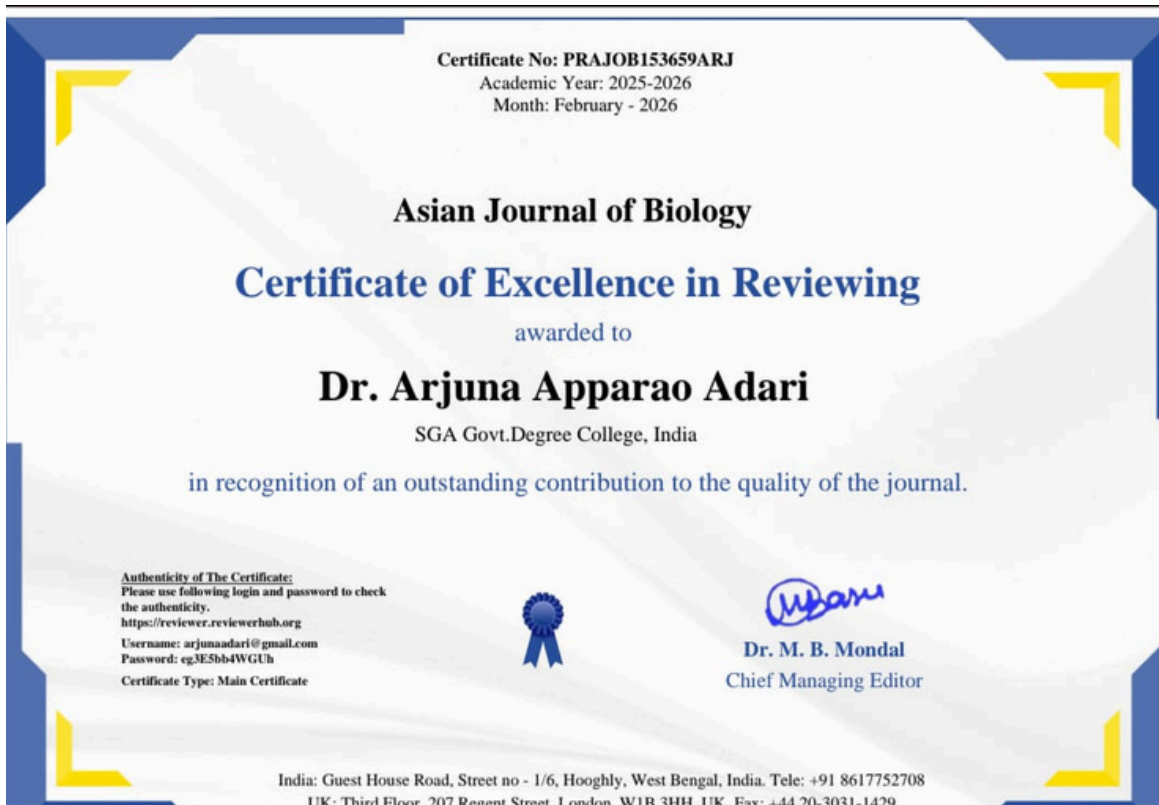 Certificate No: PRAJOB153659ARJ
Academic Year: 2025-2026
Month: February - 2026
Asian Journal of Biology
Certificate of Excellence in Reviewing
awarded to
Dr. Arjuna Apparao Adari
SGA Govt.Degree College, India
in recognition of an outstanding contribution to the quality of the journal.
Authenticity of The Certificate:
Please use following login and password to check
the authenticity.
https://reviewer.reviewerhub.org
Username: arjunaadari@gmail.com
Password: eg3E5bb4WGUh
Certificate Type: Main Certificate
Dr. M. B. Mondal
Chief Managing Editor
India: Guest House Road, Street no - 1/6, Hooghly, West Bengal, India. Tele: +91 8617752708
UK: Third Floor, 207 Regent Street, London, W1B 3HH, UK, Fax: +44 20-3031-1429